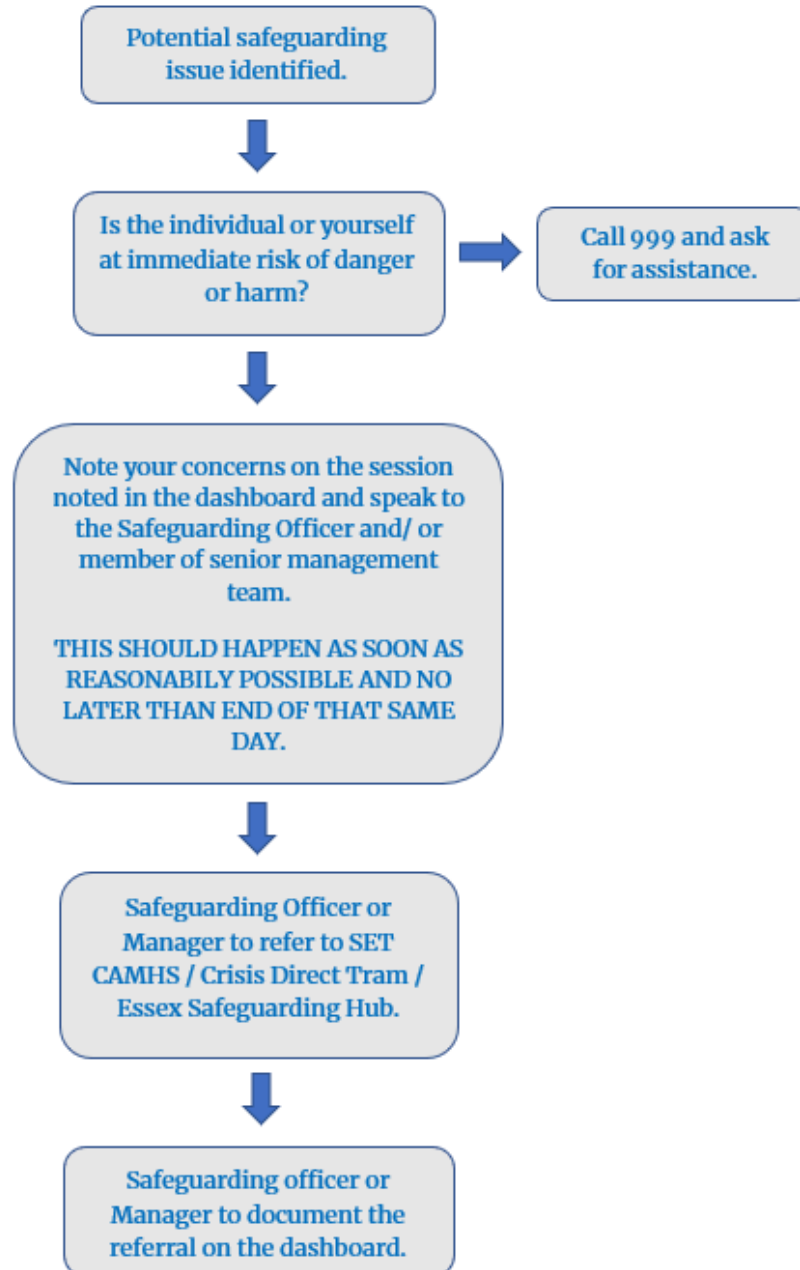 Potential safeguarding
issue identified.
Is the individual or yourself
at immediate risk of danger
or harm?
Call 999 and ask
for assistance.
Note your concerns on the session
noted in the dashboard and speak to
the Safeguarding Officer and/ or
member of senior management
team.
THIS SHOULD HAPPEN AS SOON AS
REASONABILY POSSIBLE AND NO
LATER THAN END OF THAT SAME
DAY.
Safeguarding Officer or
Manager to refer to SET
CAMHS / Crisis Direct Tram /
Essex Safeguarding Hub.
Safeguarding officer or
Manager to document the
referral on the dashboard.